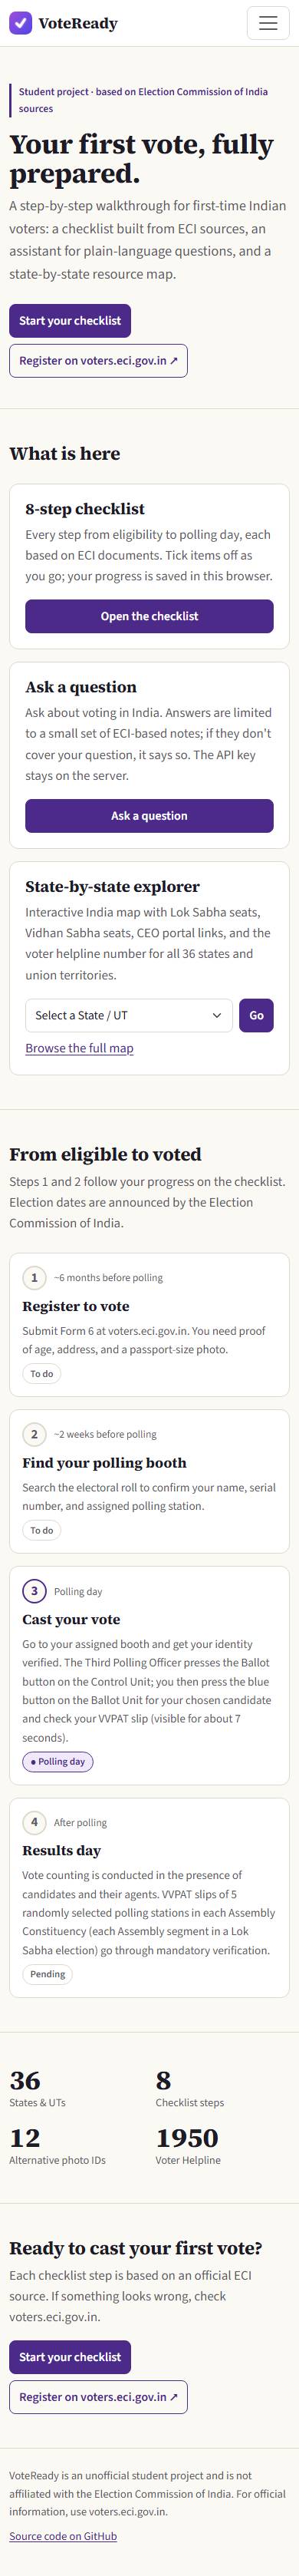 VoteReady
Student project · based on Election Commission of India
sources
Your first vote, fully
prepared.
A step-by-step walkthrough for first-time Indian
voters: a checklist built from ECI sources, an
assistant for plain-language questions, and a
state-by-state resource map.
Start your checklist
Register on voters.eci.gov.in ↗
What is here
8-step checklist
Every step from eligibility to polling day, each
based on ECI documents. Tick items off as
you go; your progress is saved in this browser.
Open the checklist
Ask a question
Ask about voting in India. Answers are limited
to a small set of ECI-based notes; if they don't
cover your question, it says so. The API key
stays on the server.
Ask a question
State-by-state explorer
Interactive India map with Lok Sabha seats,
Vidhan Sabha seats, CEO portal links, and the
voter helpline number for all 36 states and
union territories.
Select a State / UT
Go
Browse the full map
From eligible to voted
Steps 1 and 2 follow your progress on the checklist.
Election dates are announced by the Election
Commission of India.
1 ~6 months before polling
Register to vote
Submit Form 6 at voters.eci.gov.in. You need proof
of age, address, and a passport-size photo.
To do
2 ~2 weeks before polling
Find your polling booth
Search the electoral roll to confirm your name, serial
number, and assigned polling station.
To do
3 Polling day
Cast your vote
Go to your assigned booth and get your identity
verified. The Third Polling Officer presses the Ballot
button on the Control Unit; you then press the blue
button on the Ballot Unit for your chosen candidate
and check your VVPAT slip (visible for about 7
seconds).
● Polling day
4 After polling
Results day
Vote counting is conducted in the presence of
candidates and their agents. VVPAT slips of 5
randomly selected polling stations in each Assembly
Constituency (each Assembly segment in a Lok
Sabha election) go through mandatory verification.
Pending
36
States & UTs
8
Checklist steps
12
Alternative photo IDs
1950
Voter Helpline
Ready to cast your first vote?
Each checklist step is based on an official ECI
source. If something looks wrong, check
voters.eci.gov.in.
Start your checklist
Register on voters.eci.gov.in ↗
VoteReady is an unofficial student project and is not
affiliated with the Election Commission of India. For official
information, use voters.eci.gov.in.
Source code on GitHub